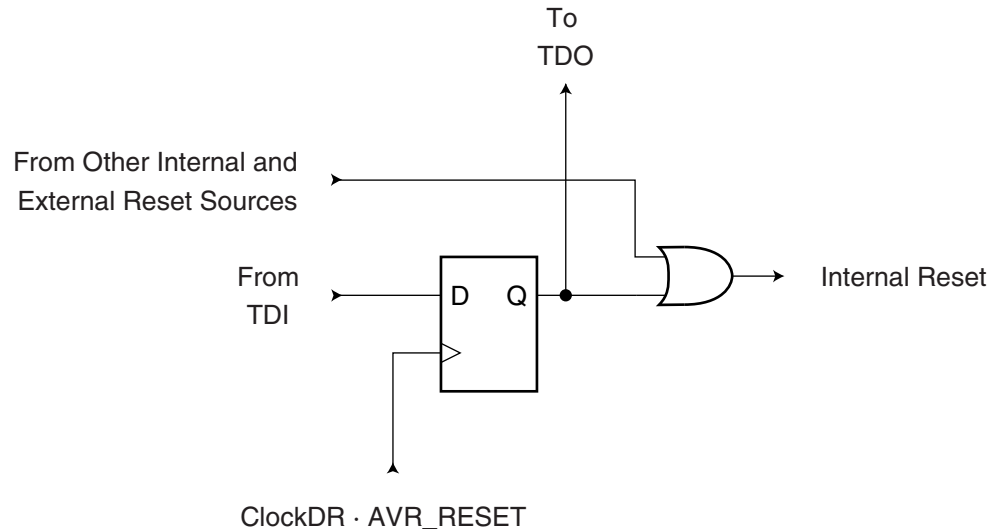 To
TDO
From Other Internal and
External Reset Sources
From
TDI
D
Q
Internal Reset
ClockDR · AVR_RESET